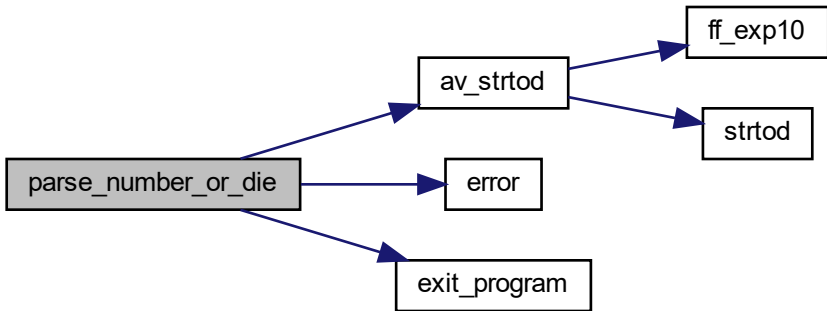 ff_exp10
av_strtod
strtod
parse_number_or_die
error
exit_program